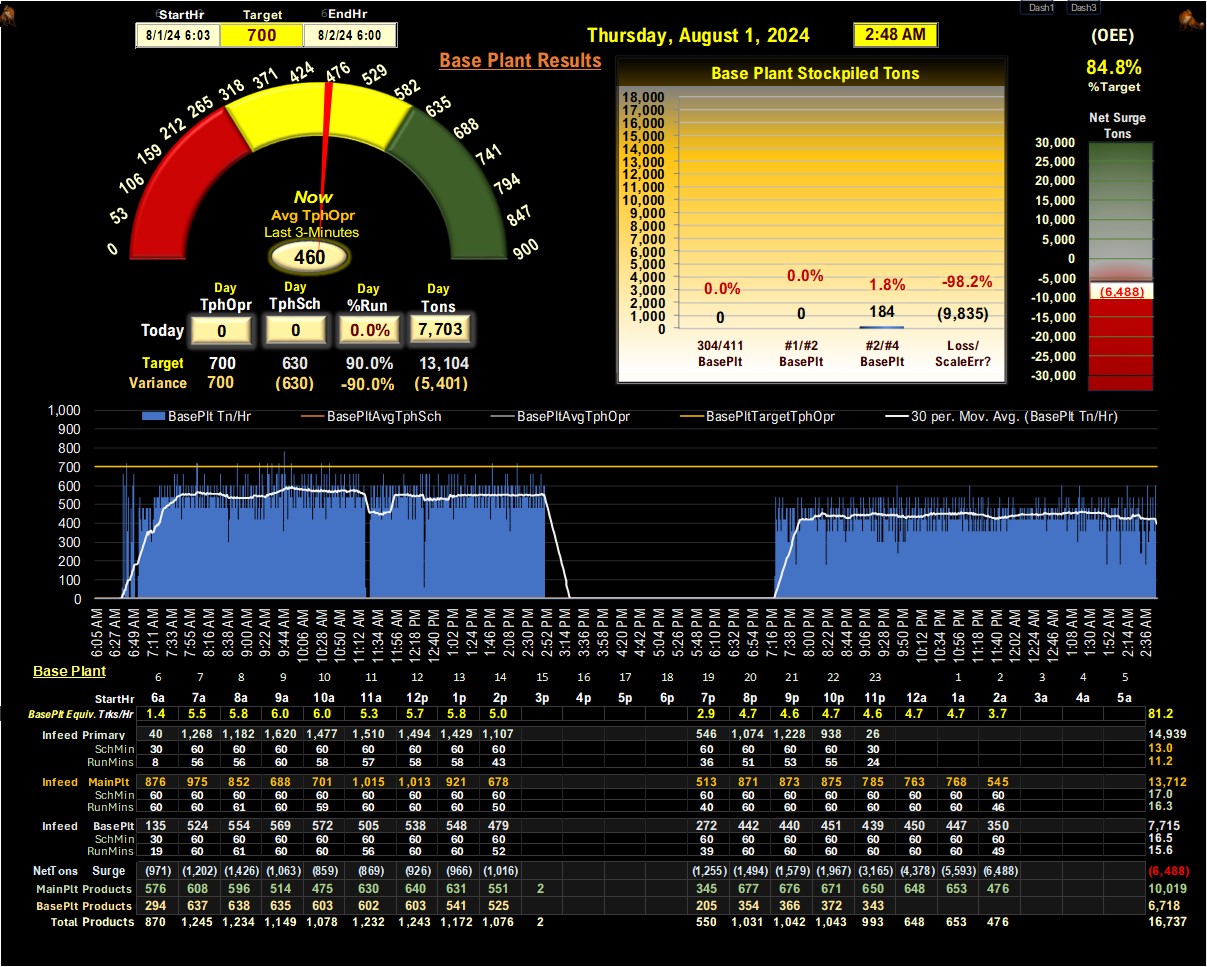 Dash1 Dash3
StartHr Target EndHr
8/1/24 6:03 700 8/2/24 6:00
Thursday, August 1, 2024 2:48 AM
(OEE)
84.8%
%Target
Base Plant Results
0 53 106 159 212 265 318 371 424 476 529 582 635 688 741 794 847 900
Now
Avg TphOpr
Last 3-Minutes
460
Day Day Day Day
TphOpr TphSch %Run Tons
Today 0 0 0.0% 7,703
Target 700 630 90.0% 13,104
Variance 700 (630) -90.0% (5,401)
Base Plant Stockpiled Tons
18,000
17,000
16,000
15,000
14,000
13,000
12,000
11,000
10,000
9,000
8,000
7,000
6,000
5,000
4,000
3,000
2,000
1,000
0
0.0% 0.0% 1.8% -98.2%
0 0 184 (9,835)
304/411 #1/#2 #2/#4 Loss/
BasePlt BasePlt BasePlt ScaleErr?
Net Surge
Tons
30,000
25,000
20,000
15,000
10,000
5,000
0
-5,000
-10,000
-15,000
-20,000
-25,000
-30,000
(6,488)
BasePlt Tn/Hr BasePltAvgTphSch BasePltAvgTphOpr BasePltTargetTphOpr 30 per. Mov. Avg. (BasePlt Tn/Hr)
1,000
900
800
700
600
500
400
300
200
100
0
6:05 AM 6:27 AM 6:49 AM 7:11 AM 7:33 AM 7:55 AM 8:16 AM 8:38 AM 9:00 AM 9:22 AM 9:44 AM 10:06 AM 10:28 AM 10:50 AM 11:12 AM 11:34 AM 11:56 AM 12:18 PM 12:40 PM 1:02 PM 1:24 PM 1:46 PM 2:08 PM 2:30 PM 2:52 PM 3:14 PM 3:36 PM 3:58 PM 4:20 PM 4:42 PM 5:04 PM 5:26 PM 5:48 PM 6:10 PM 6:32 PM 6:54 PM 7:16 PM 7:38 PM 8:00 PM 8:22 PM 8:44 PM 9:06 PM 9:28 PM 9:50 PM 10:12 PM 10:34 PM 10:56 PM 11:18 PM 11:40 PM 12:02 AM 12:24 AM 12:46 AM 1:08 AM 1:30 AM 1:52 AM 2:14 AM 2:36 AM
Base Plant
6 7 8 9 10 11 12 13 14 15 16 17 18 19 20 21 22 23 1 2 3 4 5
StartHr 6a 7a 8a 9a 10a 11a 12p 1p 2p 3p 4p 5p 6p 7p 8p 9p 10p 11p 12a 1a 2a 3a 4a 5a
BasePlt Equiv. Trks/Hr 1.4 5.5 5.8 6.0 6.0 5.3 5.7 5.8 5.0 2.9 4.7 4.6 4.7 4.6 4.7 4.7 3.7 81.2
Infeed Primary 40 1,268 1,182 1,620 1,477 1,510 1,494 1,429 1,107 546 1,074 1,228 938 26 14,939
SchMin 30 60 60 60 60 60 60 60 60 60 60 60 60 30 13.0
RunMins 8 56 56 60 58 57 58 58 43 36 51 53 55 24 11.2
Infeed MainPlt 876 975 852 688 701 1,015 1,013 921 678 513 871 873 875 785 763 768 545 13,712
SchMin 60 60 60 60 60 60 60 60 60 60 60 60 60 60 60 60 60 17.0
RunMins 60 60 61 60 59 60 60 60 50 40 60 60 60 60 60 60 46 16.3
Infeed BasePlt 135 524 554 569 572 505 538 548 479 272 442 440 451 439 450 447 350 7,715
SchMin 30 60 60 60 60 60 60 60 60 60 60 60 60 60 60 60 60 16.5
RunMins 19 60 61 60 60 56 60 60 52 39 60 60 60 60 60 60 49 15.6
NetTons Surge (971) (1,202) (1,426) (1,063) (859) (869) (926) (966) (1,016) (1,255) (1,494) (1,579) (1,967) (3,165) (4,378) (5,593) (6,488) (6,488)
MainPlt Products 576 608 596 514 475 630 640 631 551 2 345 677 676 671 650 648 653 476 10,019
BasePlt Products 294 637 638 635 603 602 603 541 525 205 354 366 372 343 6,718
Total Products 870 1,245 1,234 1,149 1,078 1,232 1,243 1,172 1,076 2 550 1,031 1,042 1,043 993 648 653 476 16,737